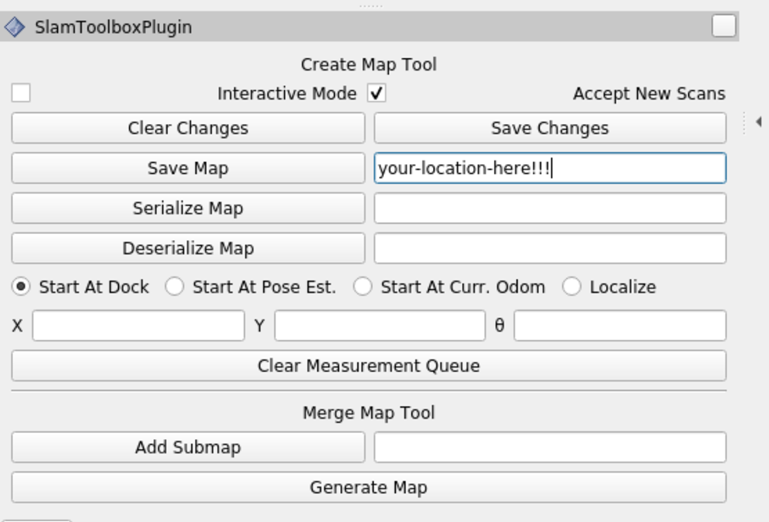 SlamToolboxPlugin
Create Map Tool
Interactive Mode Accept New Scans
Clear Changes Save Changes
Save Map your-location-here!!!
Serialize Map
Deserialize Map
Start At Dock Start At Pose Est. Start At Curr. Odom Localize
X Y θ
Clear Measurement Queue
Merge Map Tool
Add Submap
Generate Map